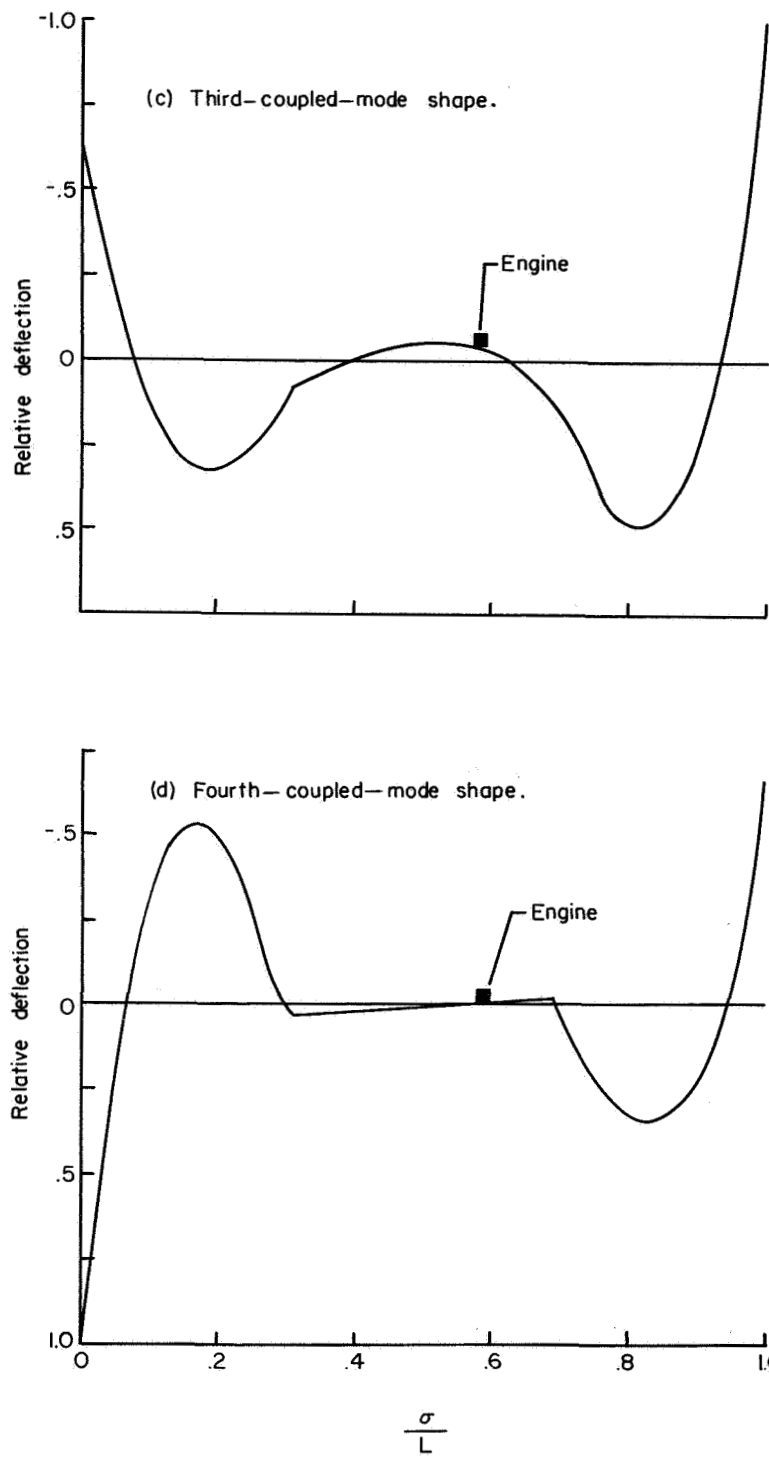 -1.0
(c) Third-coupled-mode shape.
-.5
Engine
0
.5
Relative deflection
(d) Fourth-coupled-mode shape.
-.5
Engine
0
.5
1.0
Relative deflection
0 .2 .4 .6 .8
σ
L